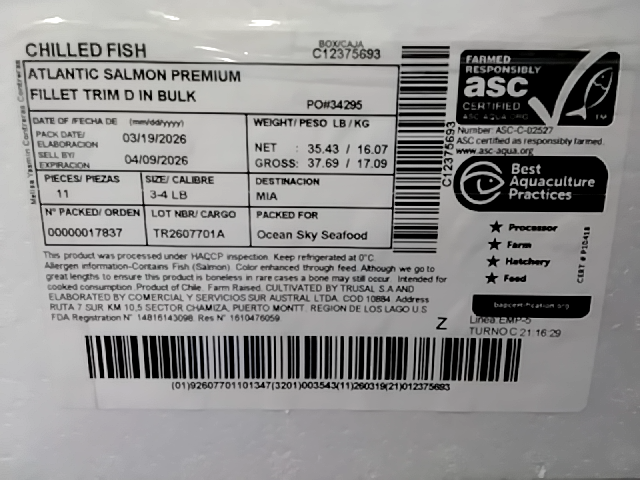 CHILLED FISH
BOX/CAJA
C12375693
ATLANTIC SALMON PREMIUM
FILLET TRIM D IN BULK
PO#34295
DATE OF /FECHA DE (mm/dd/yyyy)
PACK DATE/
ELABORACION 03/19/2026
SELL BY/
EXPIRACION 04/09/2026
WEIGHT/ PESO LB / KG
NET : 35.43 / 16.07
GROSS: 37.69 / 17.09
PIECES/ PIEZAS
11
SIZE/ CALIBRE
3-4 LB
DESTINACION
MIA
N° PACKED/ ORDEN
00000017837
LOT NBR/ CARGO
TR2607701A
PACKED FOR
Ocean Sky Seafood
This product was processed under HACCP inspection. Keep refrigerated at 0°C.
Allergen information-Contains Fish (Salmon). Color enhanced through feed. Although we go to
great lengths to ensure this product is boneless in rare cases a bone may still occur. Intended for
cooked consumption. Product of Chile. Farm Raised. CULTIVATED BY TRUSAL S.A AND
ELABORATED BY COMERCIAL Y SERVICIOS SUR AUSTRAL LTDA. COD 10884. Address
RUTA 7 SUR KM 10,5 SECTOR CHAMIZA, PUERTO MONTT. REGION DE LOS LAGO U.S
FDA Registration N° 14816143098. Res N° 1610476059.
Z
(01)92607701101347(3201)003543(11)260319(21)012375693
C12375693
FARMED
RESPONSIBLY
asc
CERTIFIED
ASC-AQUA.ORG
TM
Number: ASC-C-02527
ASC certified as responsibly farmed.
www.asc-aqua.org
Best
Aquaculture
Practices
Processor
Farm
Hatchery
Feed
CERT # P10418
bapcertification.org
Linea: EMP-5
TURNO C 21:16:29